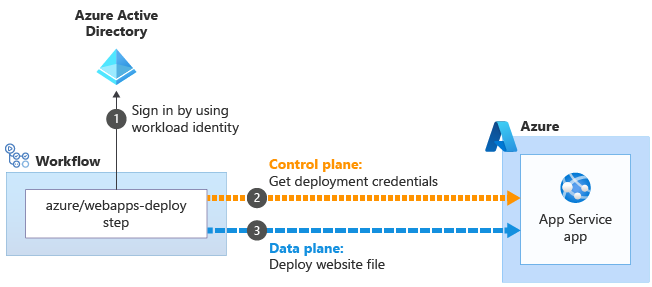 Azure Active
Directory
1
Sign in by using
workload identity
Workflow
azure/webapps-deploy
step
Control plane:
Get deployment credentials
2
3
Data plane:
Deploy website file
Azure
App Service
app